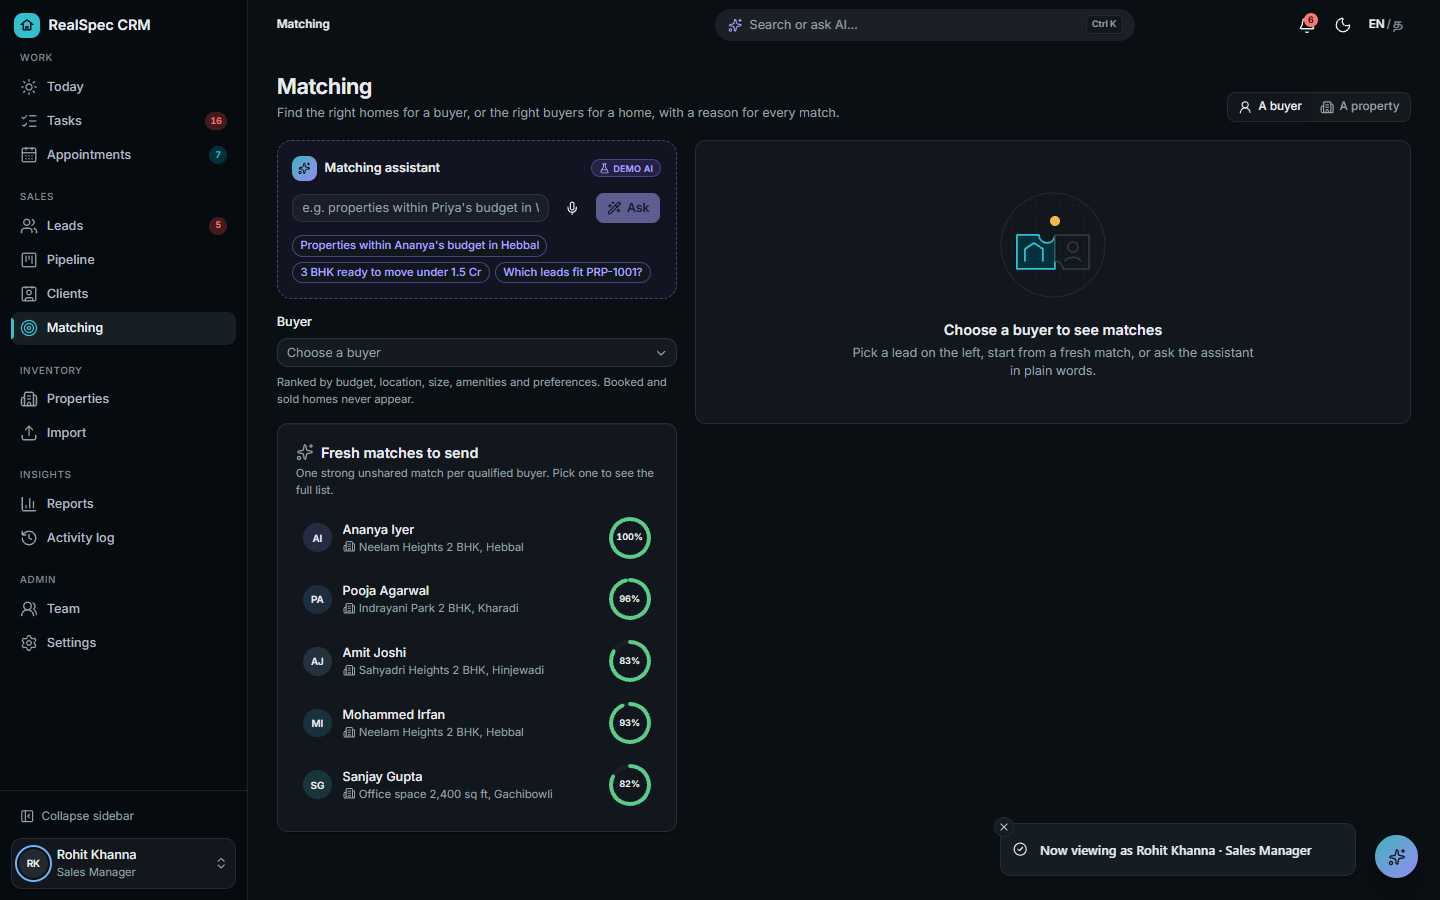 RealSpec CRM
WORK
Today
Tasks
16
Appointments
7
SALES
Leads
5
Pipeline
Clients
Matching
INVENTORY
Properties
Import
INSIGHTS
Reports
Activity log
ADMIN
Team
Settings
Collapse sidebar
RK
Rohit Khanna
Sales Manager
Matching
Search or ask AI...
Ctrl K
6
EN / த
Matching
Find the right homes for a buyer, or the right buyers for a home, with a reason for every match.
A buyer
A property
Matching assistant
DEMO AI
e.g. properties within Priya's budget in
Ask
Properties within Ananya's budget in Hebbal
3 BHK ready to move under 1.5 Cr
Which leads fit PRP-1001?
Buyer
Choose a buyer
Ranked by budget, location, size, amenities and preferences. Booked and
sold homes never appear.
Fresh matches to send
One strong unshared match per qualified buyer. Pick one to see the
full list.
AI
Ananya Iyer
Neelam Heights 2 BHK, Hebbal
100%
PA
Pooja Agarwal
Indrayani Park 2 BHK, Kharadi
96%
AJ
Amit Joshi
Sahyadri Heights 2 BHK, Hinjewadi
83%
MI
Mohammed Irfan
Neelam Heights 2 BHK, Hebbal
93%
SG
Sanjay Gupta
Office space 2,400 sq ft, Gachibowli
82%
Choose a buyer to see matches
Pick a lead on the left, start from a fresh match, or ask the assistant
in plain words.
Now viewing as Rohit Khanna · Sales Manager